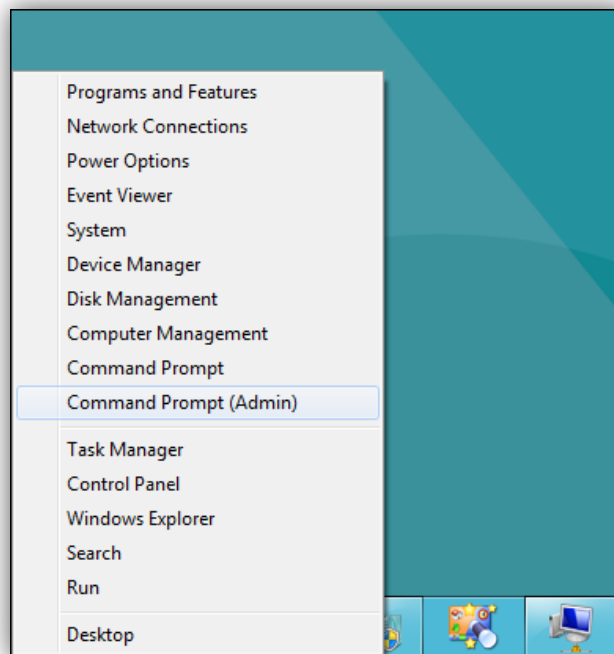 Programs and Features
Network Connections
Power Options
Event Viewer
System
Device Manager
Disk Management
Computer Management
Command Prompt
Command Prompt (Admin)
Task Manager
Control Panel
Windows Explorer
Search
Run
Desktop